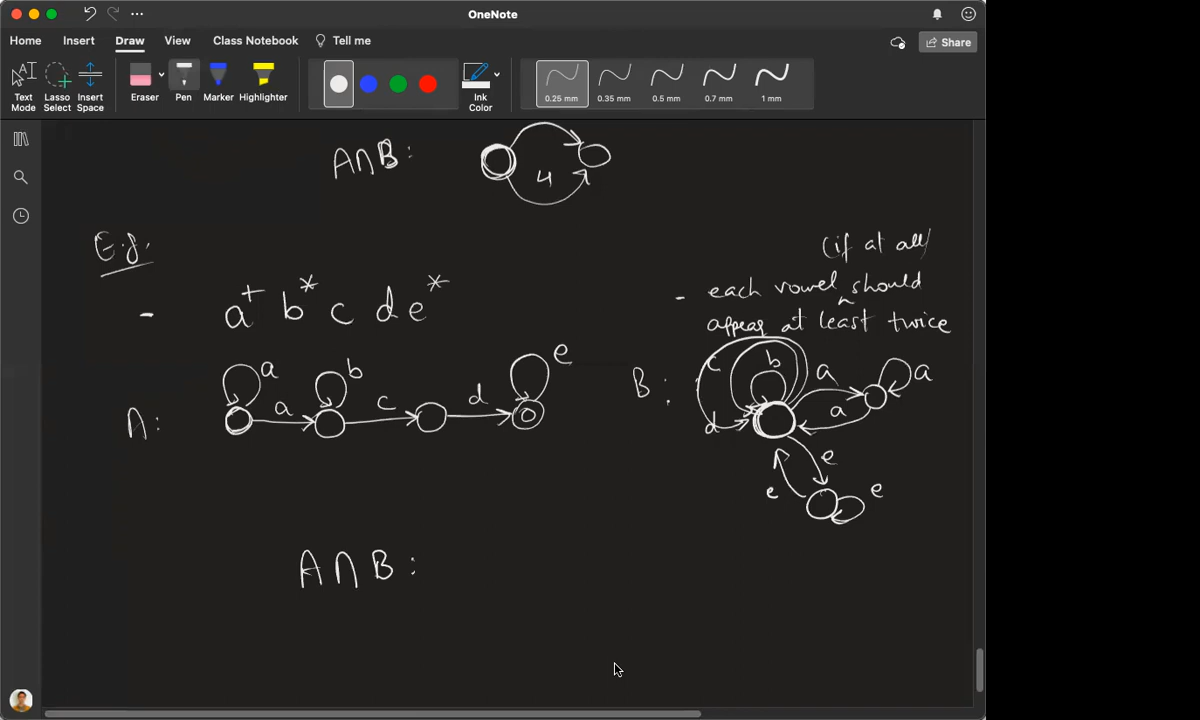 OneNote
Home Insert Draw View Class Notebook Tell me
Share
Text Mode
Lasso Select
Insert Space
Eraser
Pen
Marker
Highlighter
Ink Color
0.25 mm 0.35 mm 0.5 mm 0.7 mm 1 mm
A∩B:
4
E.g.
(if at all)
- each vowel ^ should
appear at least twice
- a⁺ b* c d e*
A: a a b c d e
B: c b d a a a e e e
A∩B: